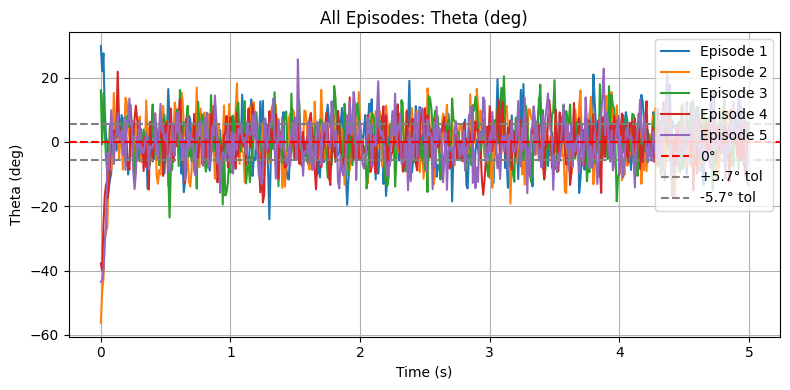 All Episodes: Theta (deg)
Theta (deg)
20
0
−20
−40
−60
0
1
2
3
4
5
Time (s)
Episode 1
Episode 2
Episode 3
Episode 4
Episode 5
0°
+5.7° tol
-5.7° tol